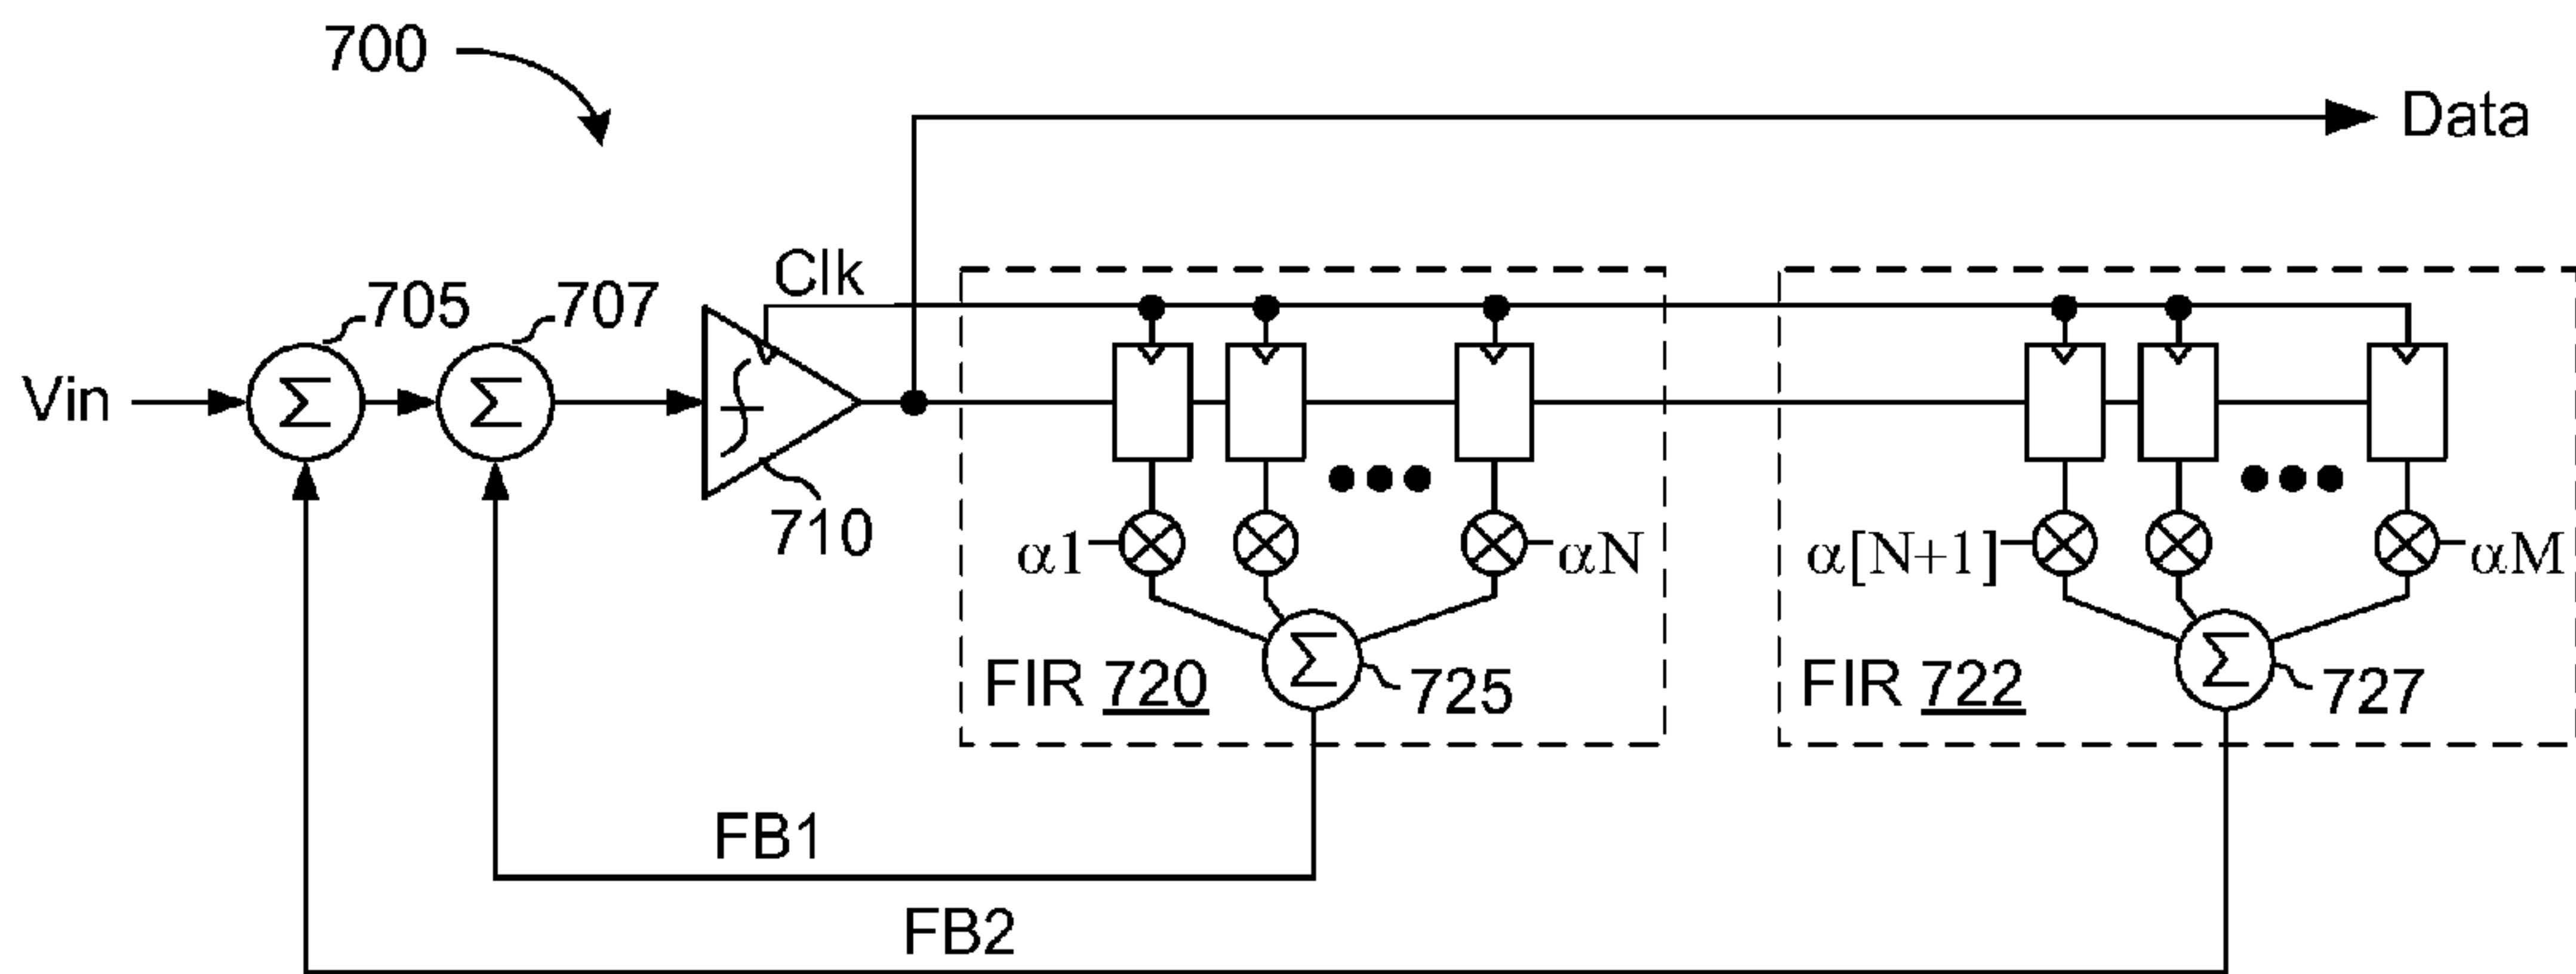 700
Data
Clk
705
707
Vin
Σ
Σ
710
α1
αN
α[N+1]
αM
Σ
Σ
FIR 720
725
FIR 722
727
FB1
FB2